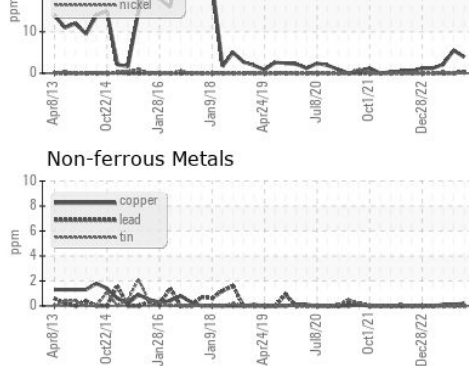 ppm
nickel
10
0
Apr8/13
Oct22/14
Jan28/16
Jan9/18
Apr24/19
Jul8/20
Oct1/21
Dec28/22
Non-ferrous Metals
ppm
10
8
6
4
2
0
copper
lead
tin
Apr8/13
Oct22/14
Jan28/16
Jan9/18
Apr24/19
Jul8/20
Oct1/21
Dec28/22